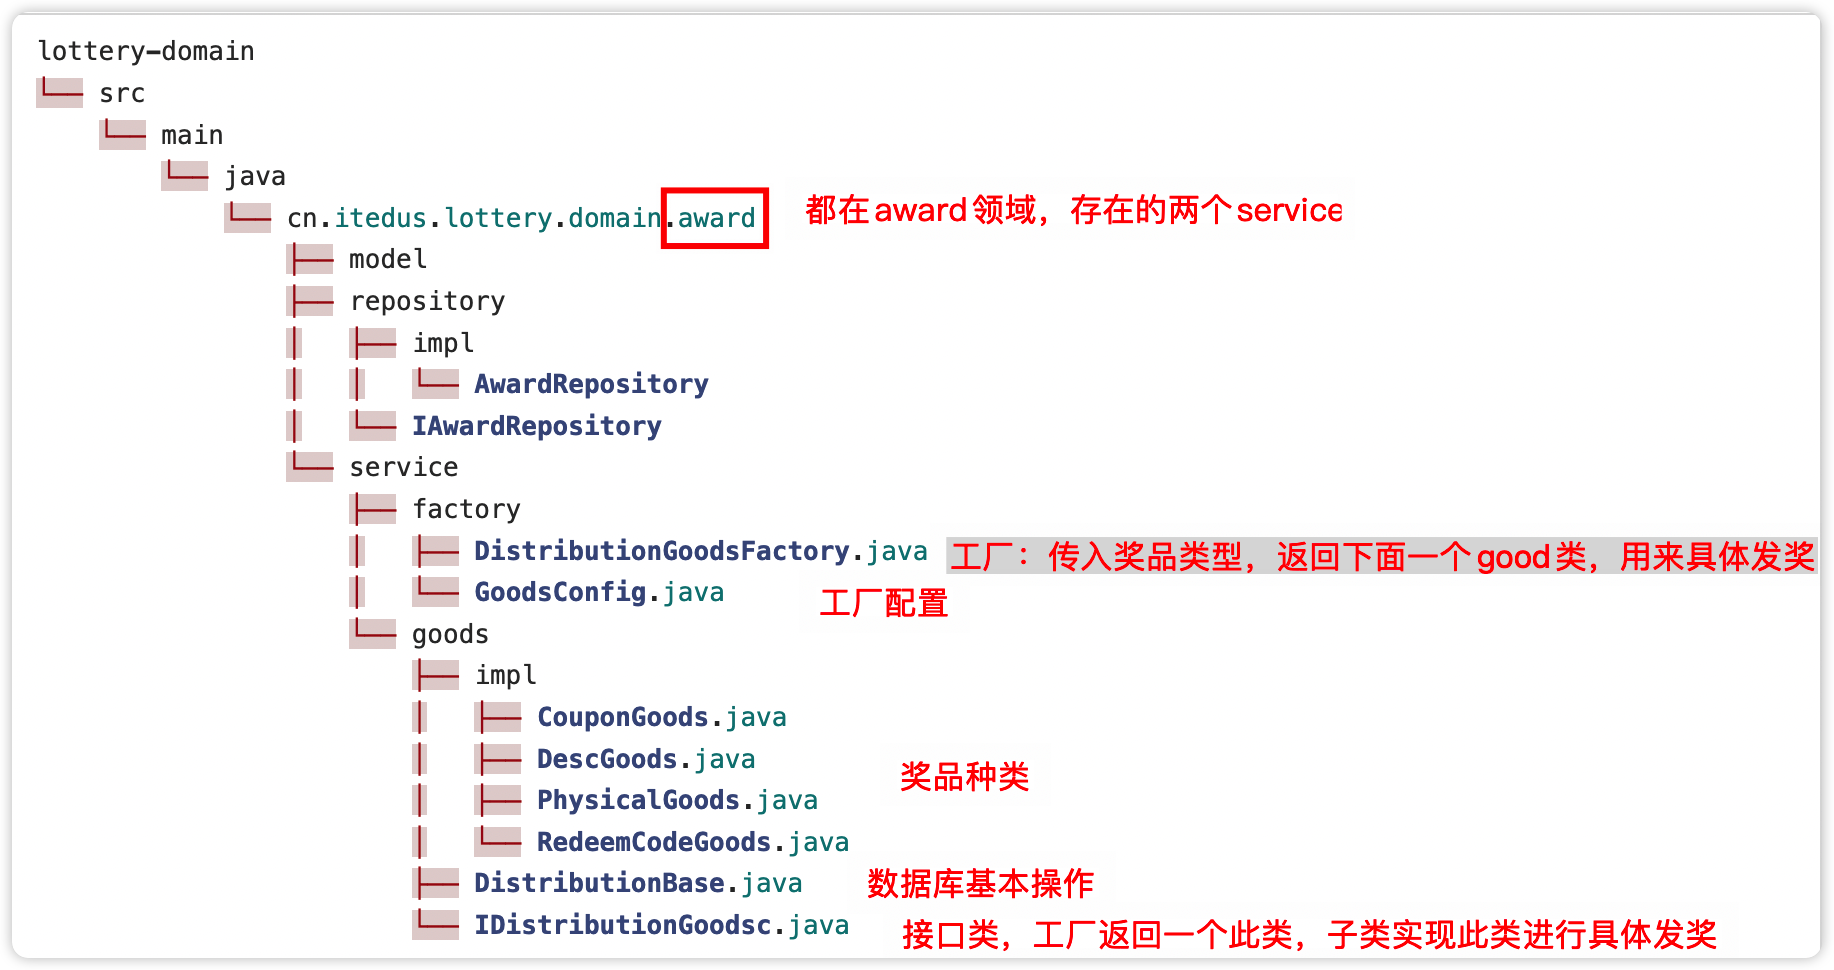 lottery-domain
└── src
└── main
└── java
└── cn.itedus.lottery.domain.award 都在award领域，存在的两个service
├── model
├── repository
│ ├── impl
│ │ └── AwardRepository
│ └── IAwardRepository
└── service
├── factory
│ ├── DistributionGoodsFactory.java 工厂：传入奖品类型，返回下面一个good类，用来具体发奖
│ └── GoodsConfig.java 工厂配置
└── goods
├── impl
│ ├── CouponGoods.java
│ ├── DescGoods.java 奖品种类
│ ├── PhysicalGoods.java
│ └── RedeemCodeGoods.java
├── DistributionBase.java 数据库基本操作
└── IDistributionGoodsc.java 接口类，工厂返回一个此类，子类实现此类进行具体发奖